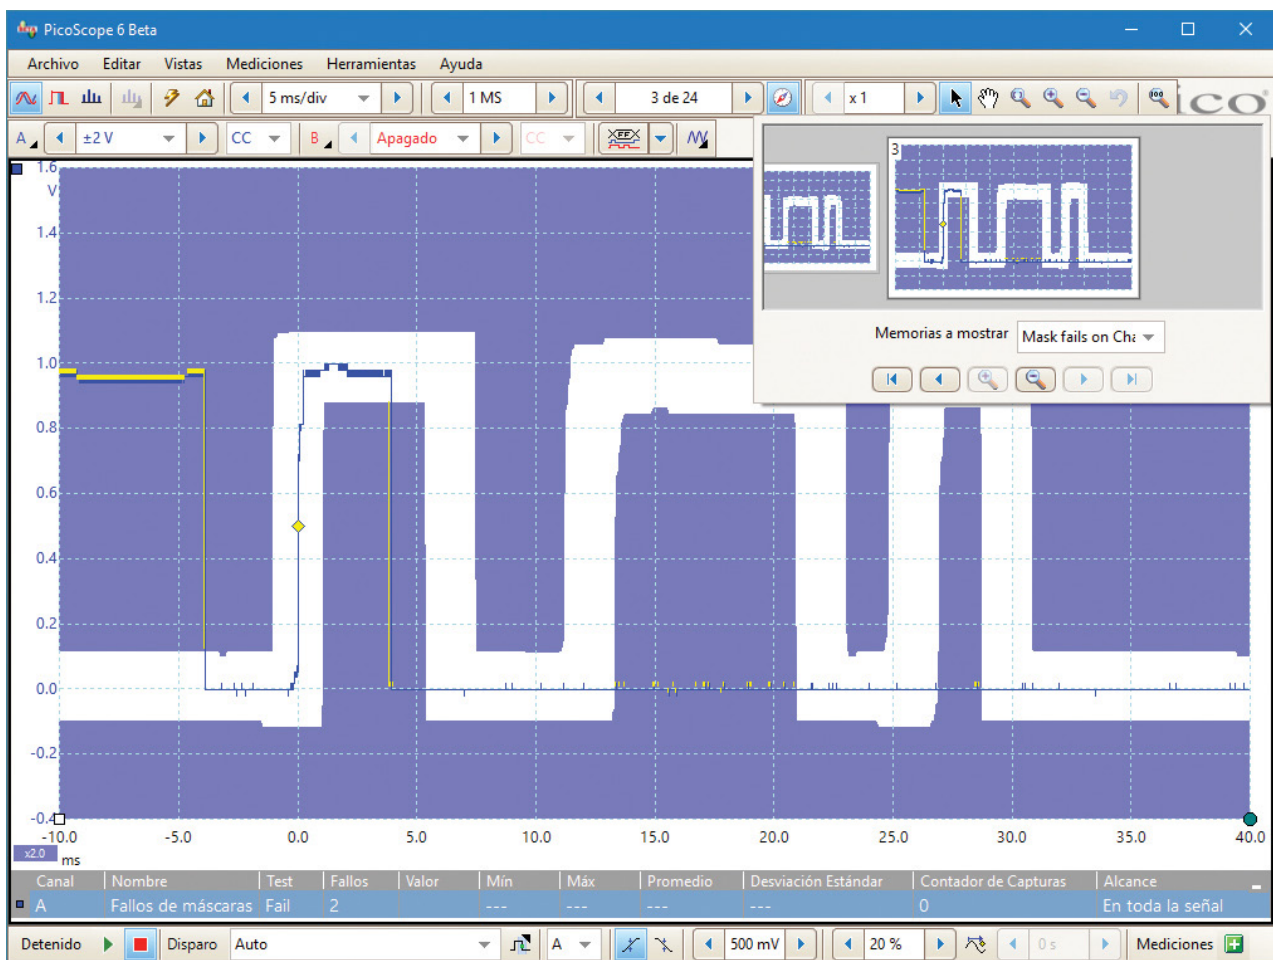 PicoScope 6 Beta
Archivo Editar Vistas Mediciones Herramientas Ayuda
5 ms/div 1 MS 3 de 24 x 1
ico
A ±2 V CC B Apagado CC
3
Memorias a mostrar Mask fails on Cha
1.6
V
1.4
1.2
1.0
0.8
0.6
0.4
0.2
0.0
-0.2
-0.4
-10.0 -5.0 0.0 5.0 10.0 15.0 20.0 25.0 30.0 35.0 40.0
x2.0 ms
Canal Nombre Test Fallos Valor Mín Máx Promedio Desviación Estándar Contador de Capturas Alcance
A Fallos de máscaras Fail 2 --- --- --- --- 0 En toda la señal
Detenido Disparo Auto A 500 mV 20 % 0 s Mediciones